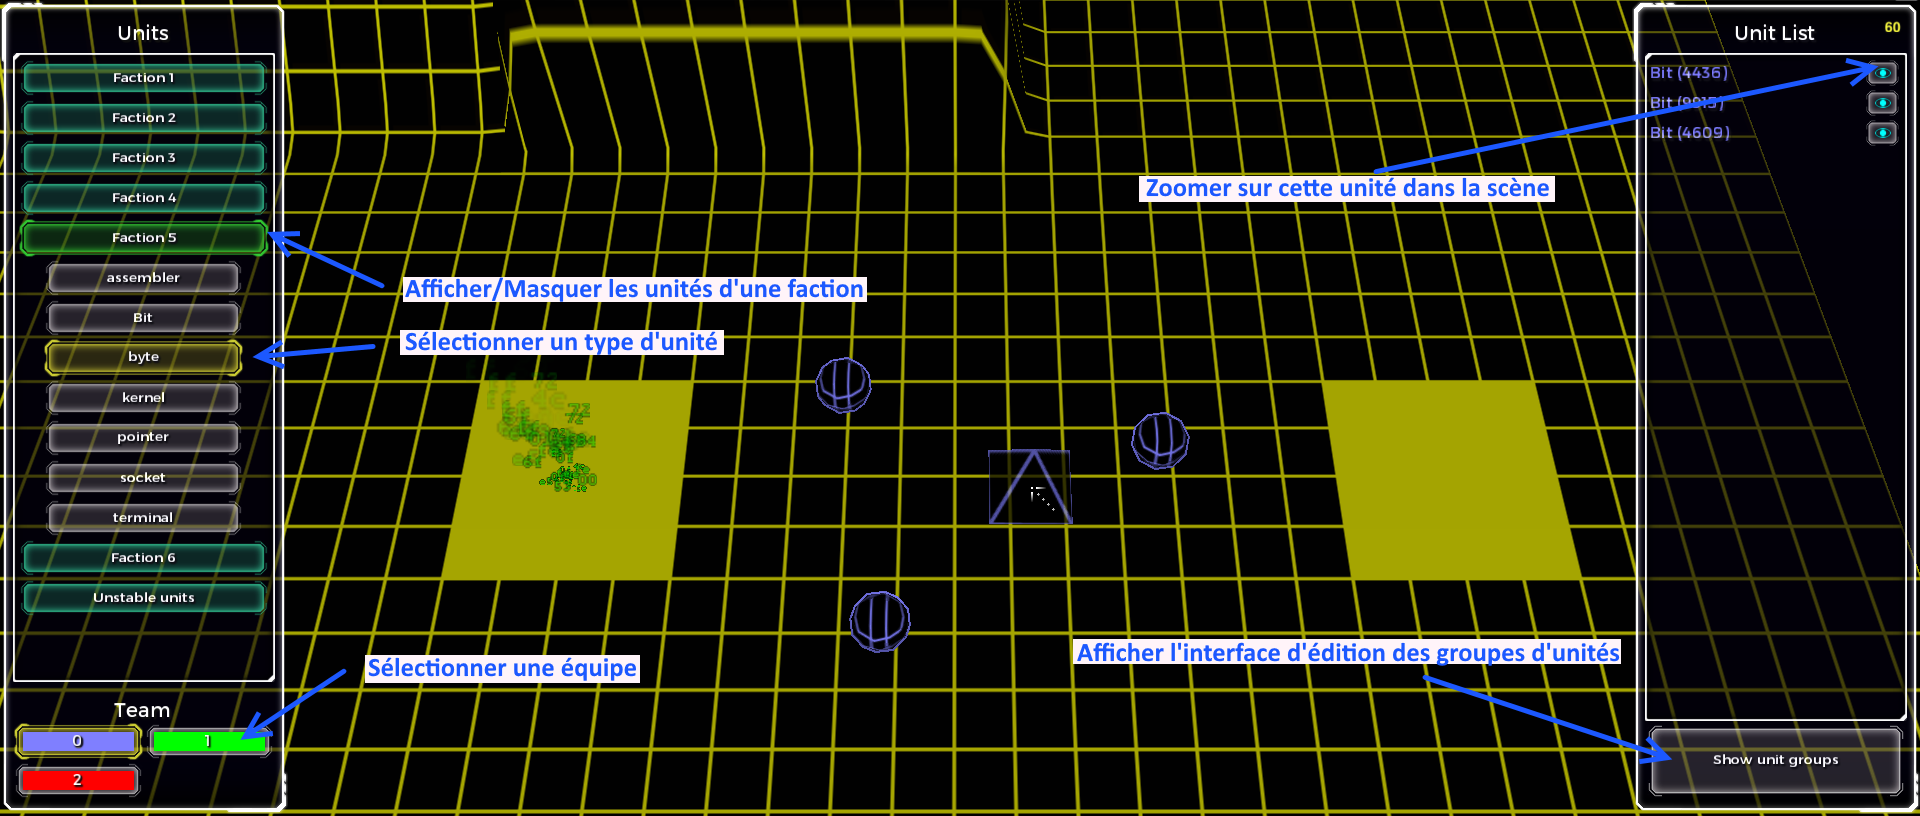 Units
Faction 1
Faction 2
Faction 3
Faction 4
Faction 5
assembler
Bit
byte
kernel
pointer
socket
terminal
Faction 6
Unstable units
Team
0
1
2
Afficher/Masquer les unités d'une faction
Sélectionner un type d'unité
Sélectionner une équipe
Zoomer sur cette unité dans la scène
Afficher l'interface d'édition des groupes d'unités
Unit List
60
Bit (4436)
Bit (9915)
Bit (4609)
Show unit groups